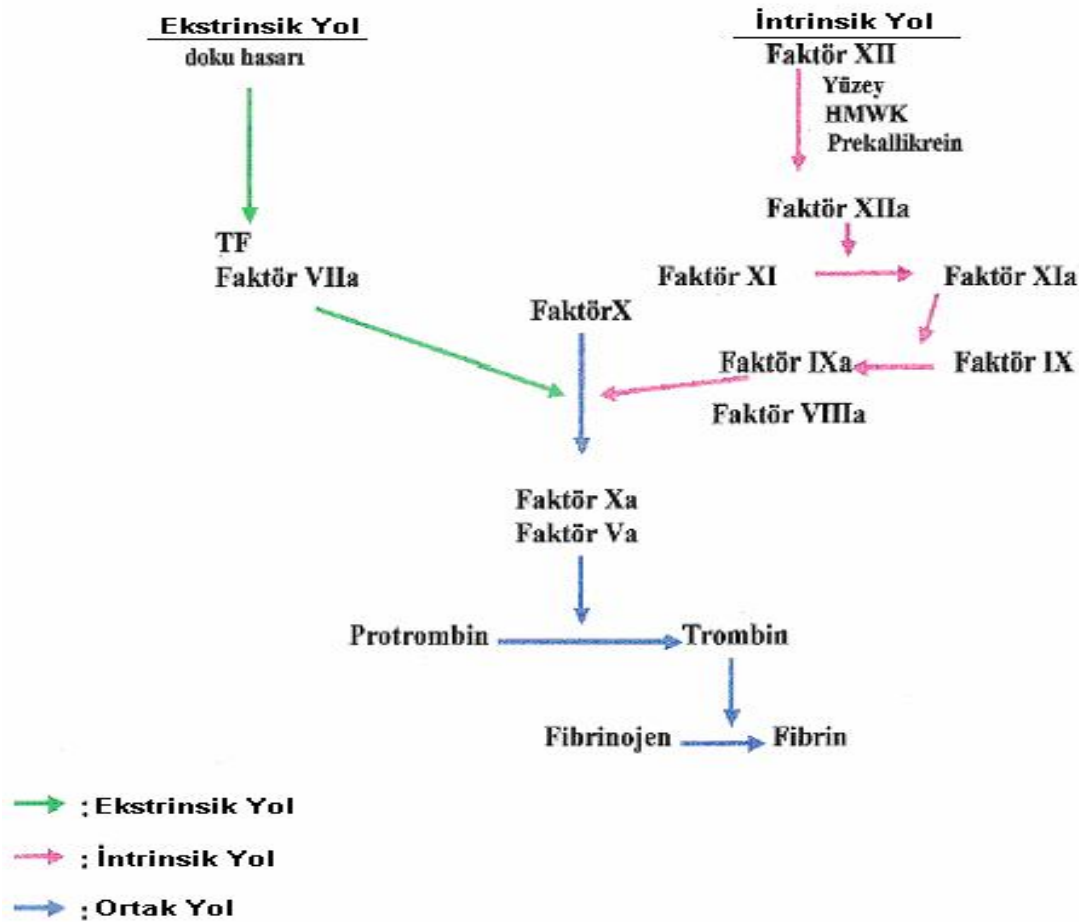 Ekstrinsik Yol
doku hasarı
İntrinsik Yol
Faktör XII
Yüzey
HMWK
Prekallikrein
Faktör XIIa
TF
Faktör VIIa
Faktör XI
Faktör XIa
FaktörX
Faktör IXa
Faktör IX
Faktör VIIIa
Faktör Xa
Faktör Va
Protrombin
Trombin
Fibrinojen
Fibrin
: Ekstrinsik Yol
: İntrinsik Yol
: Ortak Yol